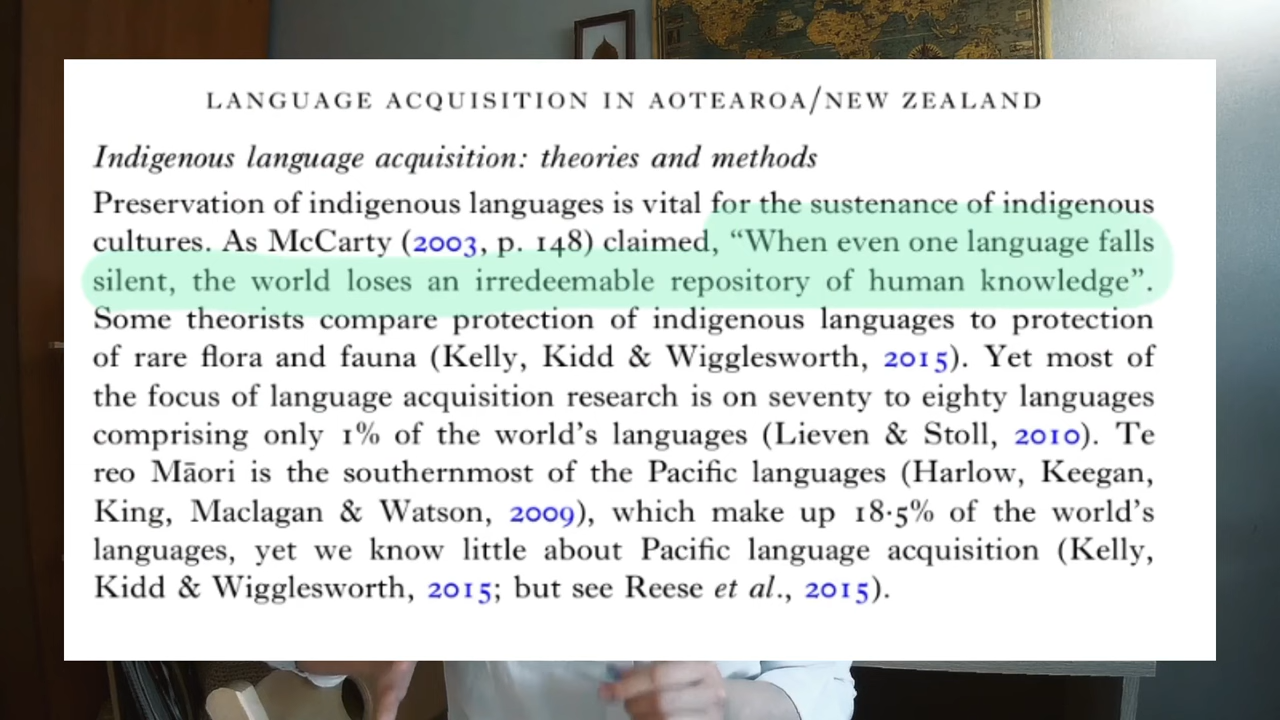 LANGUAGE ACQUISITION IN AOTEAROA/NEW ZEALAND
Indigenous language acquisition: theories and methods
Preservation of indigenous languages is vital for the sustenance of indigenous
cultures. As McCarty (2003, p. 148) claimed, “When even one language falls
silent, the world loses an irredeemable repository of human knowledge”.
Some theorists compare protection of indigenous languages to protection
of rare flora and fauna (Kelly, Kidd & Wigglesworth, 2015). Yet most of
the focus of language acquisition research is on seventy to eighty languages
comprising only 1% of the world’s languages (Lieven & Stoll, 2010). Te
reo Māori is the southernmost of the Pacific languages (Harlow, Keegan,
King, Maclagan & Watson, 2009), which make up 18·5% of the world’s
languages, yet we know little about Pacific language acquisition (Kelly,
Kidd & Wigglesworth, 2015; but see Reese et al., 2015).